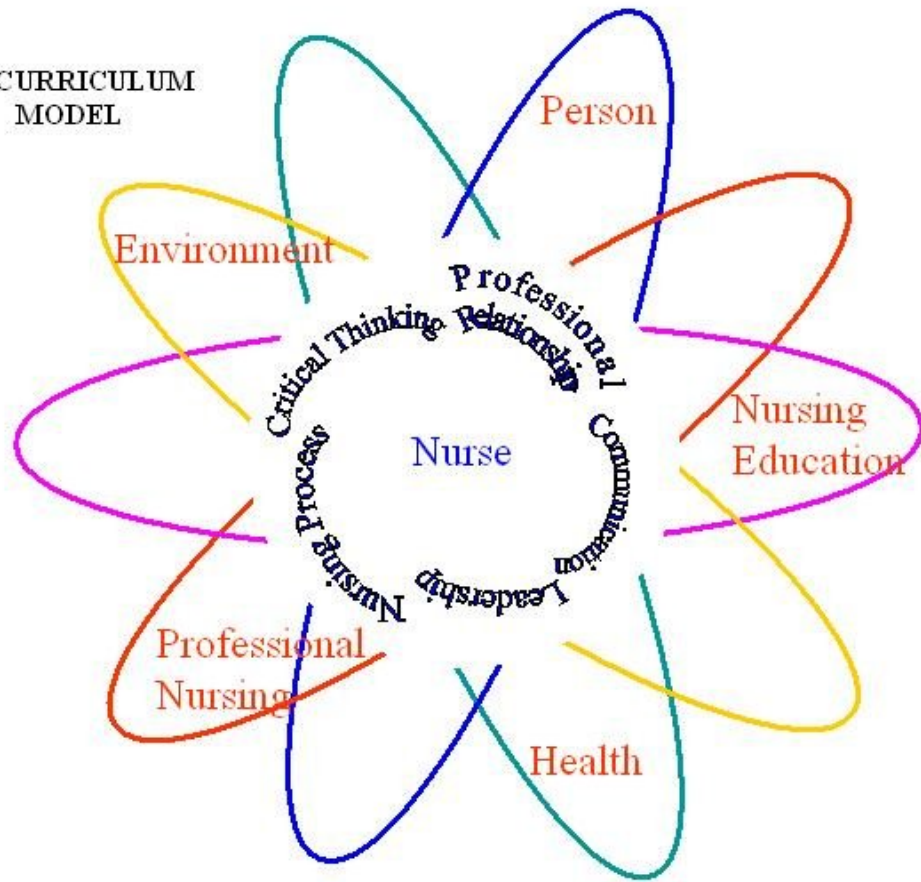 CURRICULUM
MODEL
Person
Environment
Professional
Relationship
Critical Thinking
Nursing
Education
Nurse
Communication
Nursing Process
Leadership
Professional
Nursing
Health